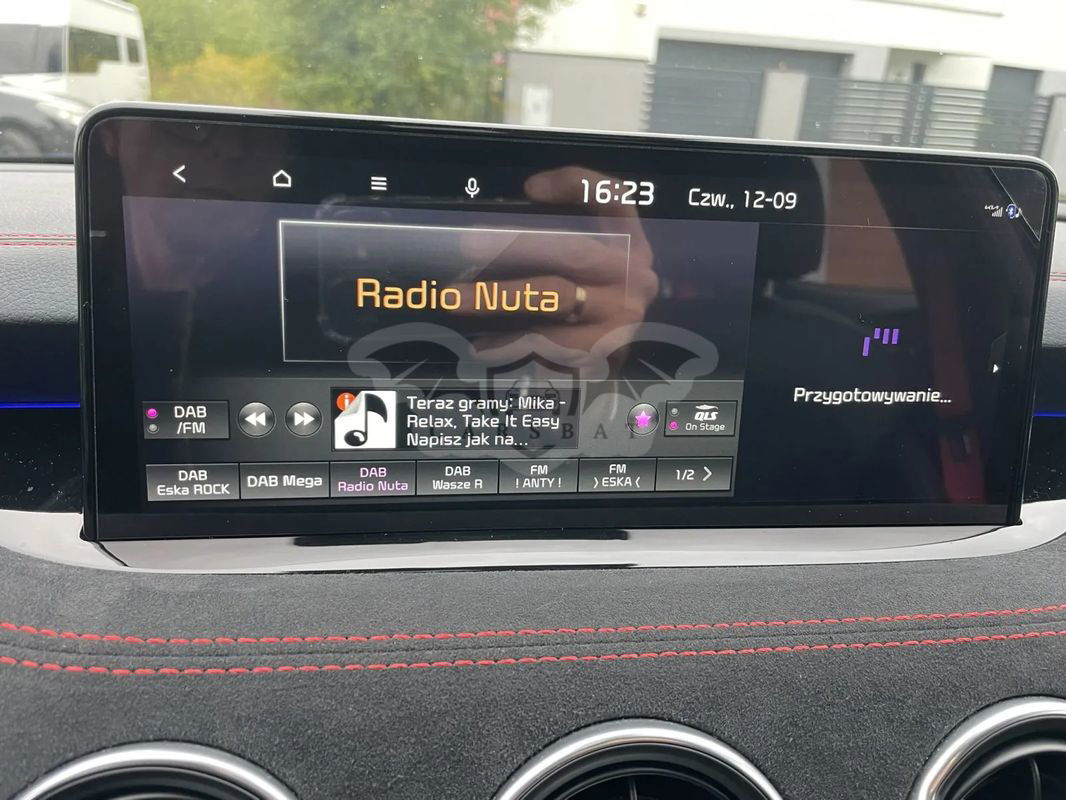 16:23
Czw., 12-09
Radio Nuta
DAB
/FM
Teraz gramy: Mika -
Relax, Take It Easy
Napisz jak na...
QLS
On Stage
Przygotowywanie...
DAB
Eska ROCK
DAB Mega
DAB
Radio Nuta
DAB
Wasze R
FM
! ANTY !
FM
) ESKA (
1/2
CARSBAY